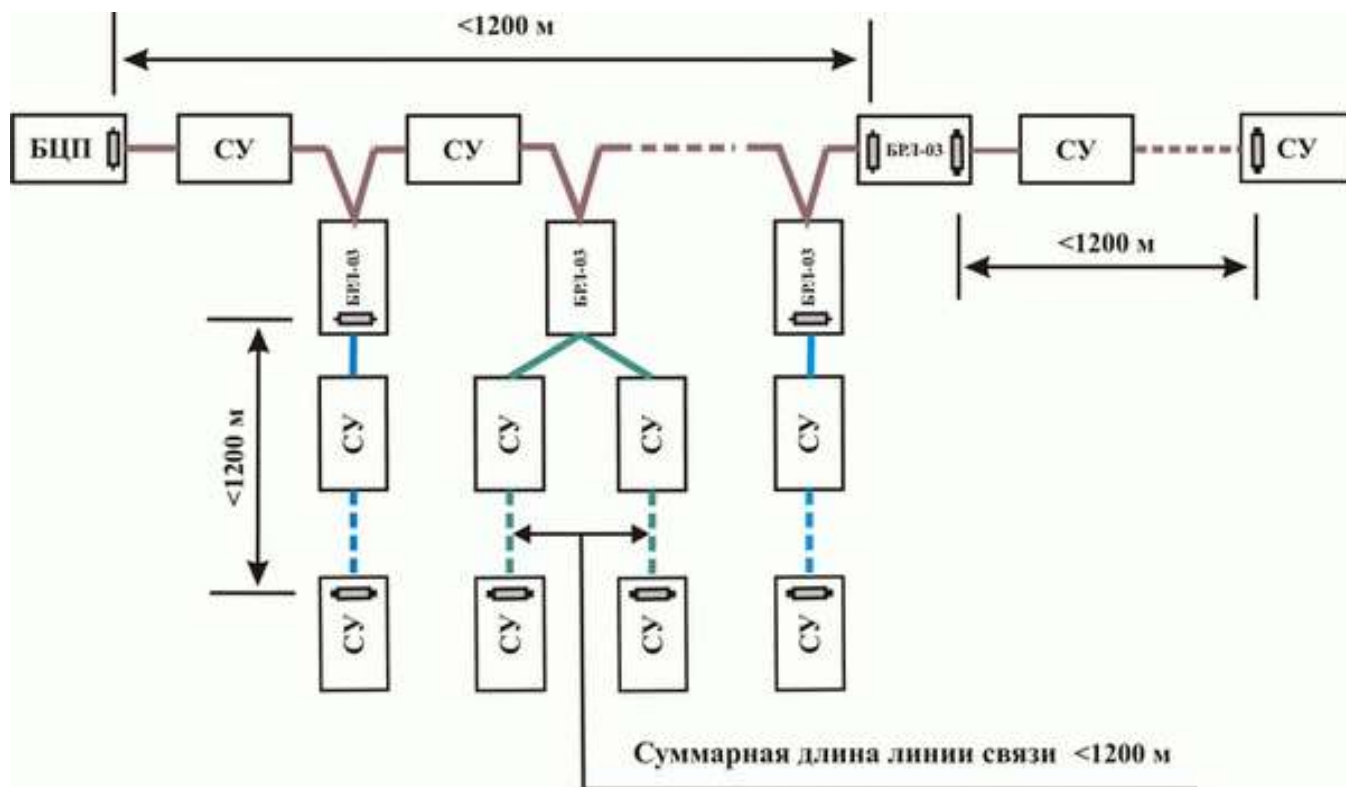 <1200 м
БЦП
СУ
СУ
БРЛ-03
СУ
СУ
БРЛ-03
БРЛ-03
БРЛ-03
<1200 м
<1200 м
СУ
СУ
СУ
СУ
СУ
СУ
СУ
СУ
Суммарная длина линии связи <1200 м